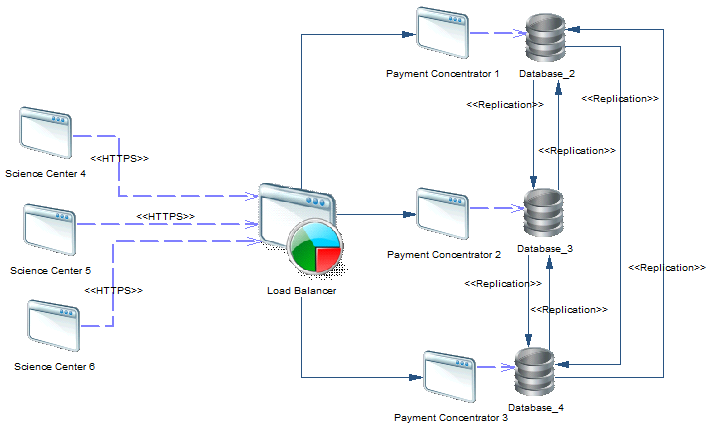 Payment Concentrator 1
Database_2
<<Replication>>
<<Replication>>
<<HTTPS>>
<<Replication>>
Science Center 4
<<HTTPS>>
Payment Concentrator 2
Database_3
Science Center 5
<<Replication>>
<<Replication>>
<<HTTPS>>
Load Balancer
<<Replication>>
Science Center 6
Database_4
Payment Concentrator 3